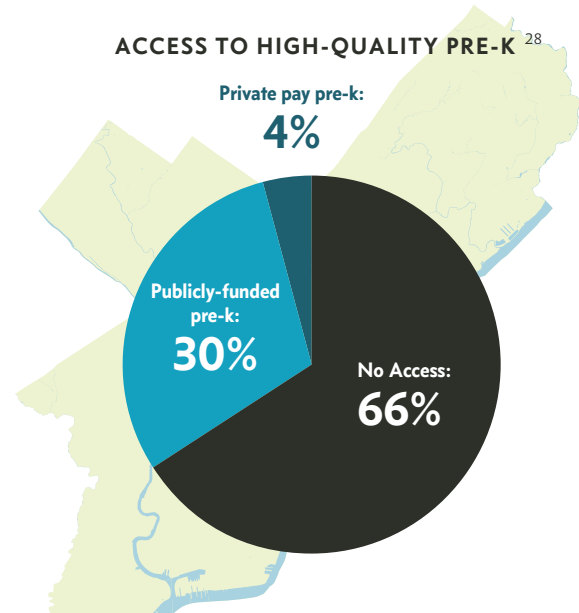 ACCESS TO HIGH-QUALITY PRE-K 28
Private pay pre-k:
4%
Publicly-funded
pre-k:
30%
No Access:
66%